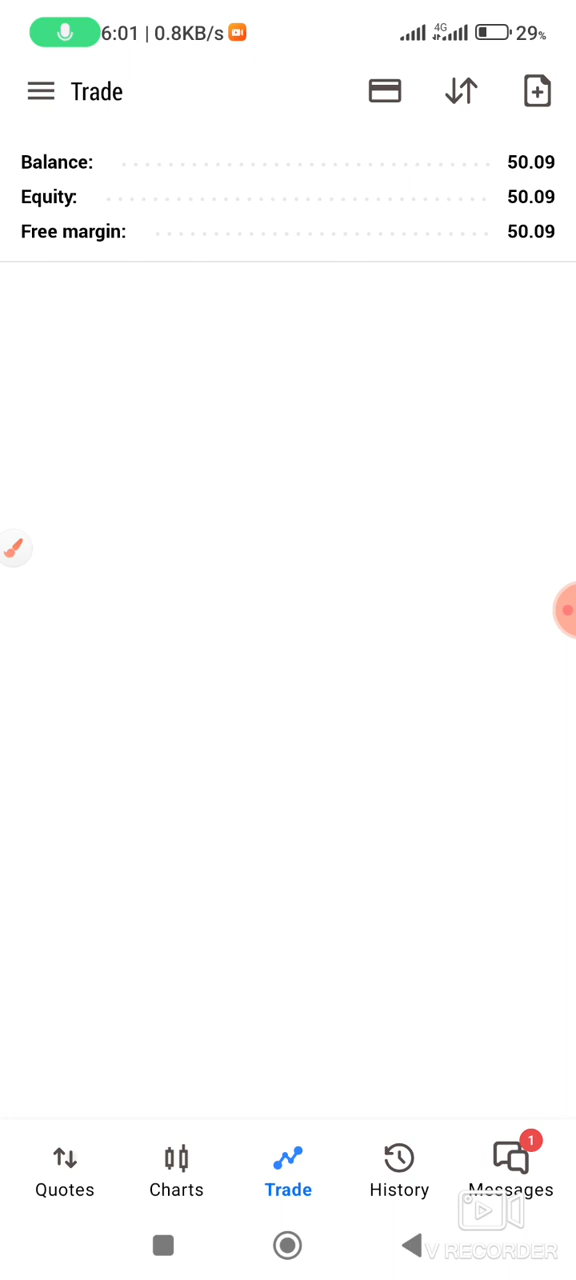 6:01 | 0.8KB/s 4G 29%
Trade
Balance: 50.09
Equity: 50.09
Free margin: 50.09
1
Quotes Charts Trade History Messages
V RECORDER